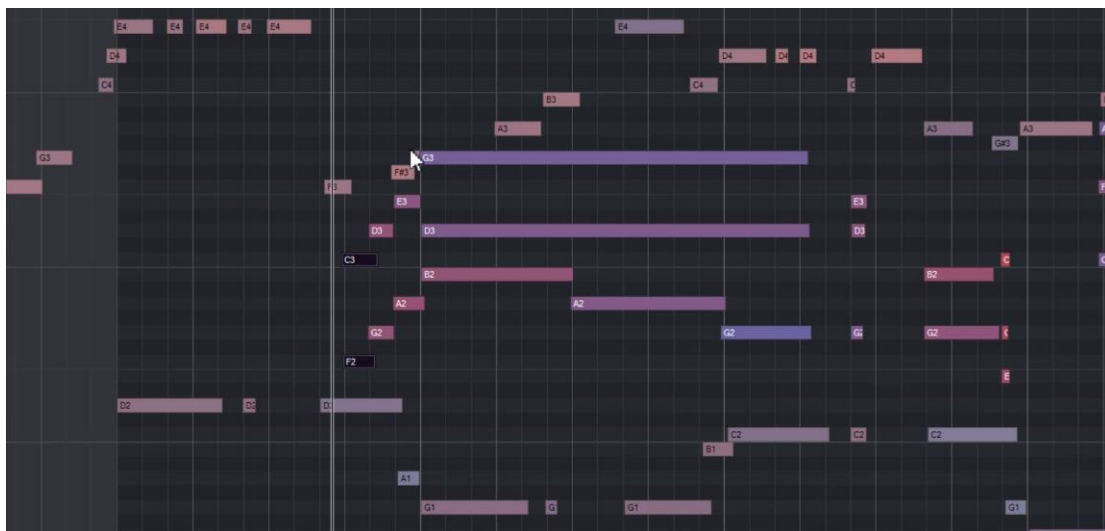 E4 E4 E4 E4 E4 E4
D4 D4 D4 D4 D4
C4 C4 C
B3
A3 A3 A3
G#3
G3 G3
F#3
F3
E3 E3
D3 D3 D3
C3 C
B2 B2
A2 A2
G2 G2 G2 G2
F2
E
D2 D2
C2 C2 C2
B1
A1
G1 G G1 G1